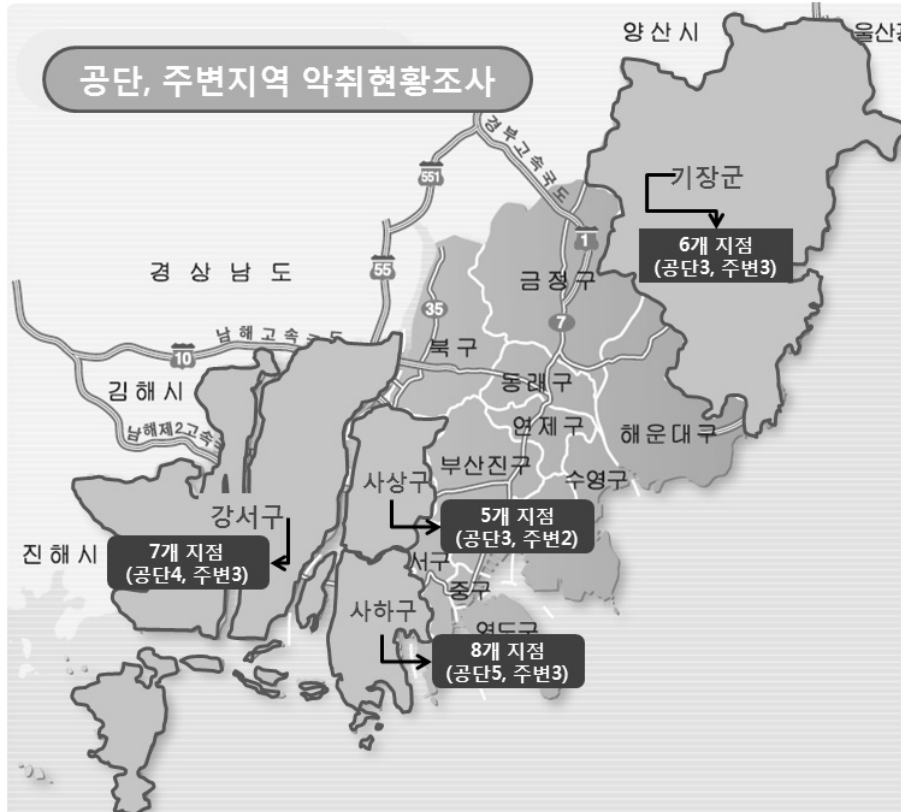 양산시
울산광
공단, 주변지역 악취현황조사
경부고속국도
551
기장군
6개 지점
(공단3, 주변3)
1
55
경상남도
금정구
35
7
남해고속
도
북구
10
동래구
김해시
연제구
해운대구
남해제2고속
부산진구
사상구
수영구
강서구
5개 지점
(공단3, 주변2)
진해시
7개 지점
(공단4, 주변3)
서구
중구
사하구
영도구
8개 지점
(공단5, 주변3)